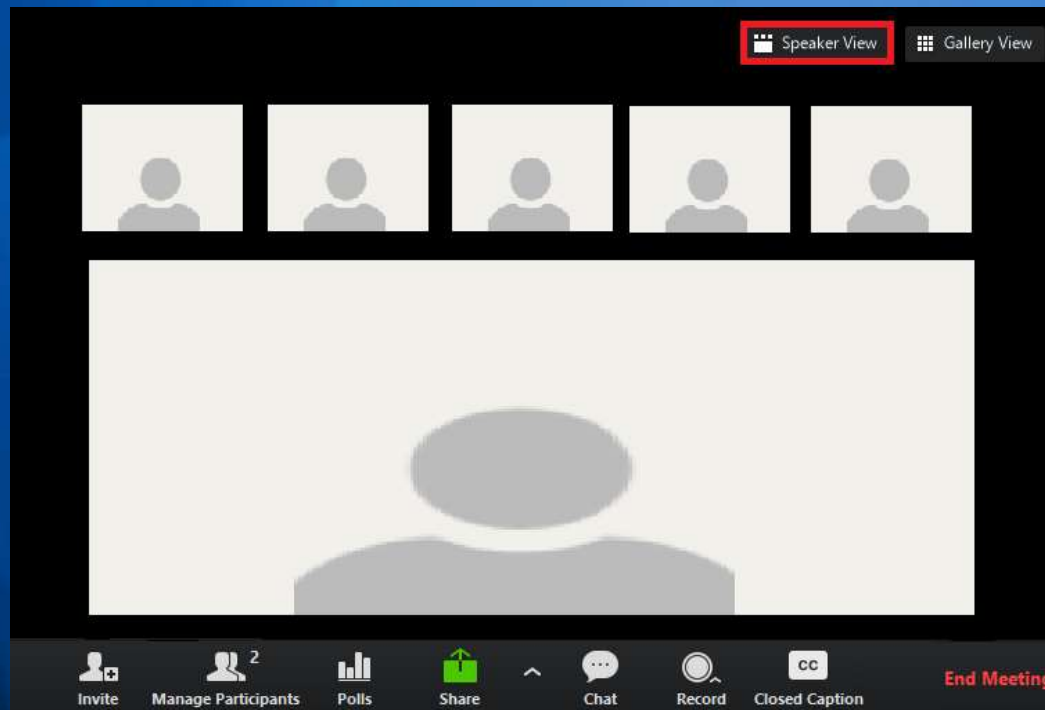 Speaker View
Gallery View
2
Invite
Manage Participants
Polls
Share
Chat
Record
CC
Closed Caption
End Meeting